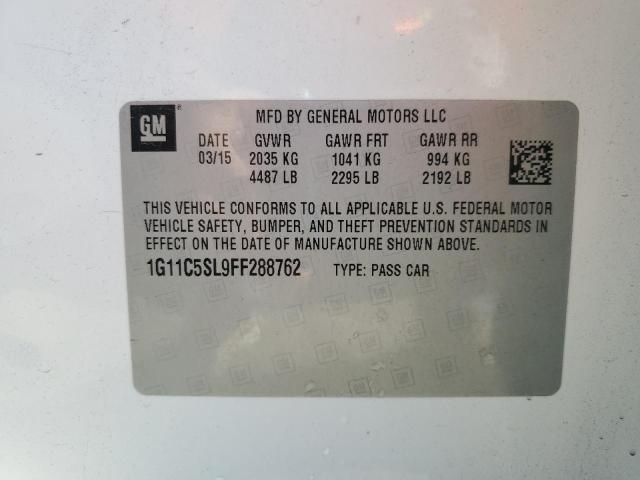 GM
MFD BY GENERAL MOTORS LLC
DATE GVWR GAWR FRT GAWR RR
03/15 2035 KG 1041 KG 994 KG
4487 LB 2295 LB 2192 LB
THIS VEHICLE CONFORMS TO ALL APPLICABLE U.S. FEDERAL MOTOR
VEHICLE SAFETY, BUMPER, AND THEFT PREVENTION STANDARDS IN
EFFECT ON THE DATE OF MANUFACTURE SHOWN ABOVE.
1G11C5SL9FF288762 TYPE: PASS CAR